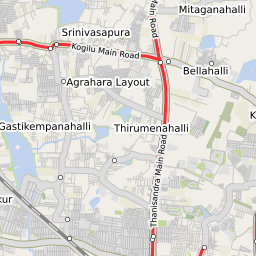 Mitaganahalli
Srinivasapura
Main Road
Kogilu Main Road
Bellahalli
Agrahara Layout
K
Gastikempanahalli
Thirumenahalli
Thanisandra Main Road
kur